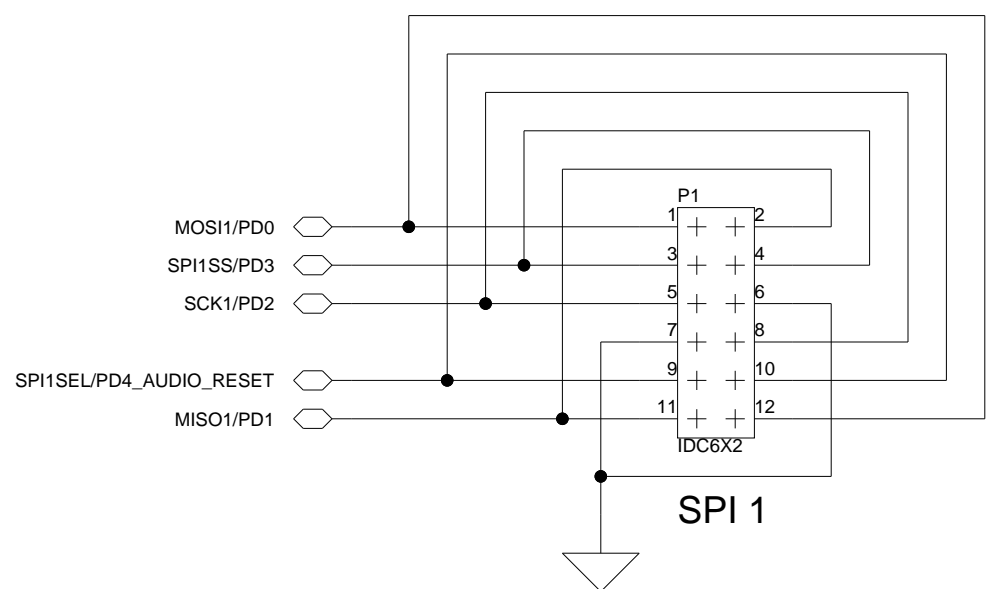 P1
MOSI1/PD0
1 2
SPI1SS/PD3
3 4
SCK1/PD2
5 6
7 8
SPI1SEL/PD4_AUDIO_RESET
9 10
MISO1/PD1
11 12
IDC6X2
SPI 1